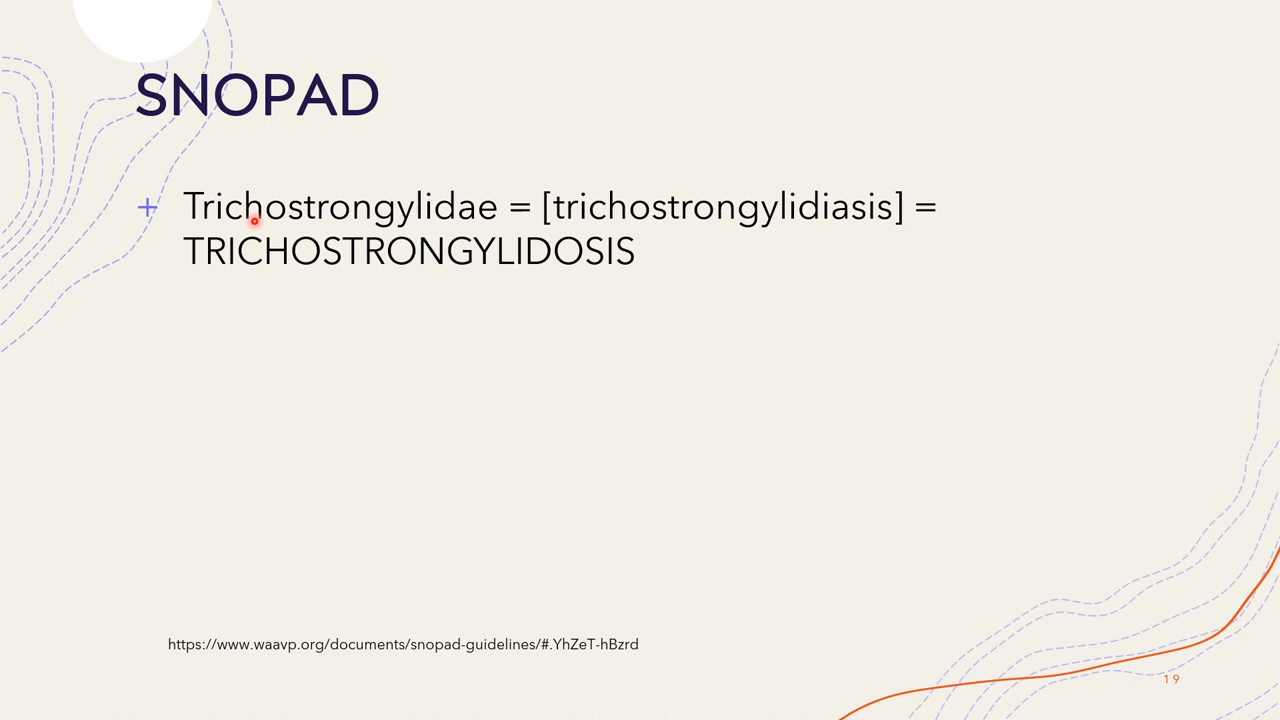 SNOPAD
+ Trichostrongylidae = [trichostrongylidiasis] =
TRICHOSTRONGYLIDOSIS
https://www.waavp.org/documents/snopad-guidelines/#.YhZeT-hBzrd
19